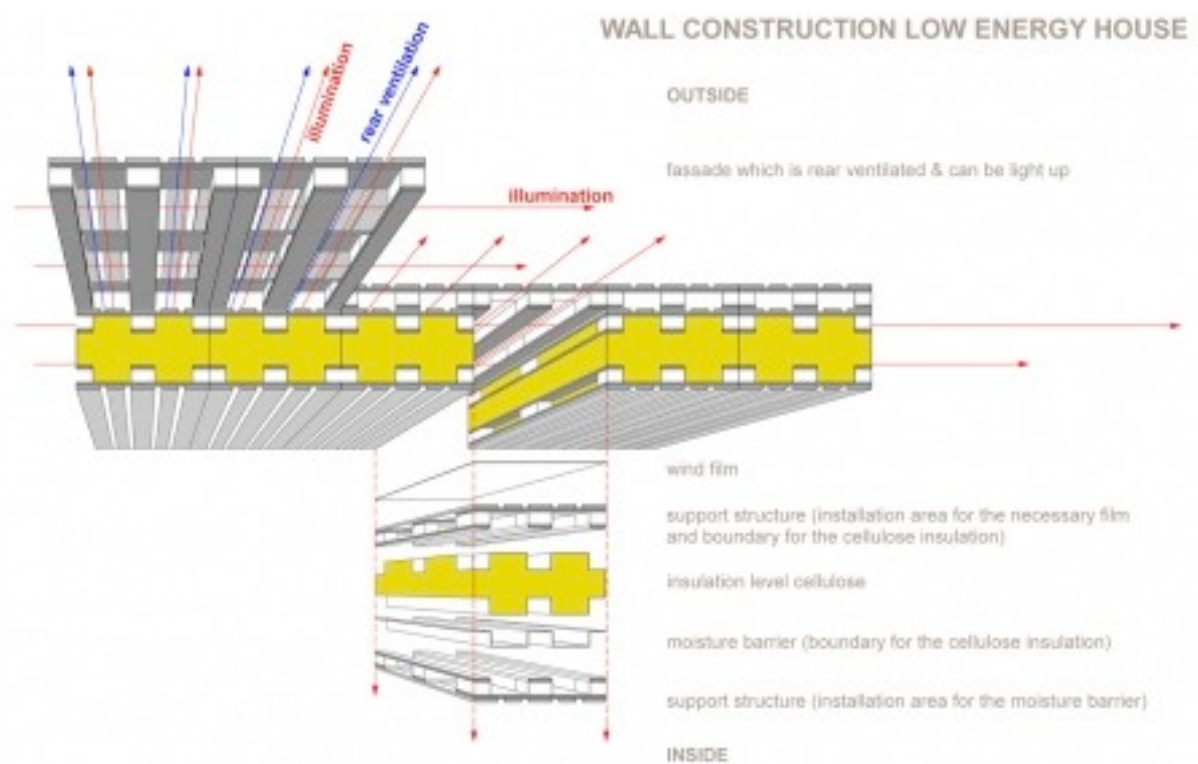 WALL CONSTRUCTION LOW ENERGY HOUSE
OUTSIDE
illumination
rear ventilation
fassade which is rear ventilated & can be light up
illumination
wind film
support structure (installation area for the necessary film
and boundary for the cellulose insulation)
insulation level cellulose
moisture barrier (boundary for the cellulose insulation)
support structure (installation area for the moisture barrier)
INSIDE